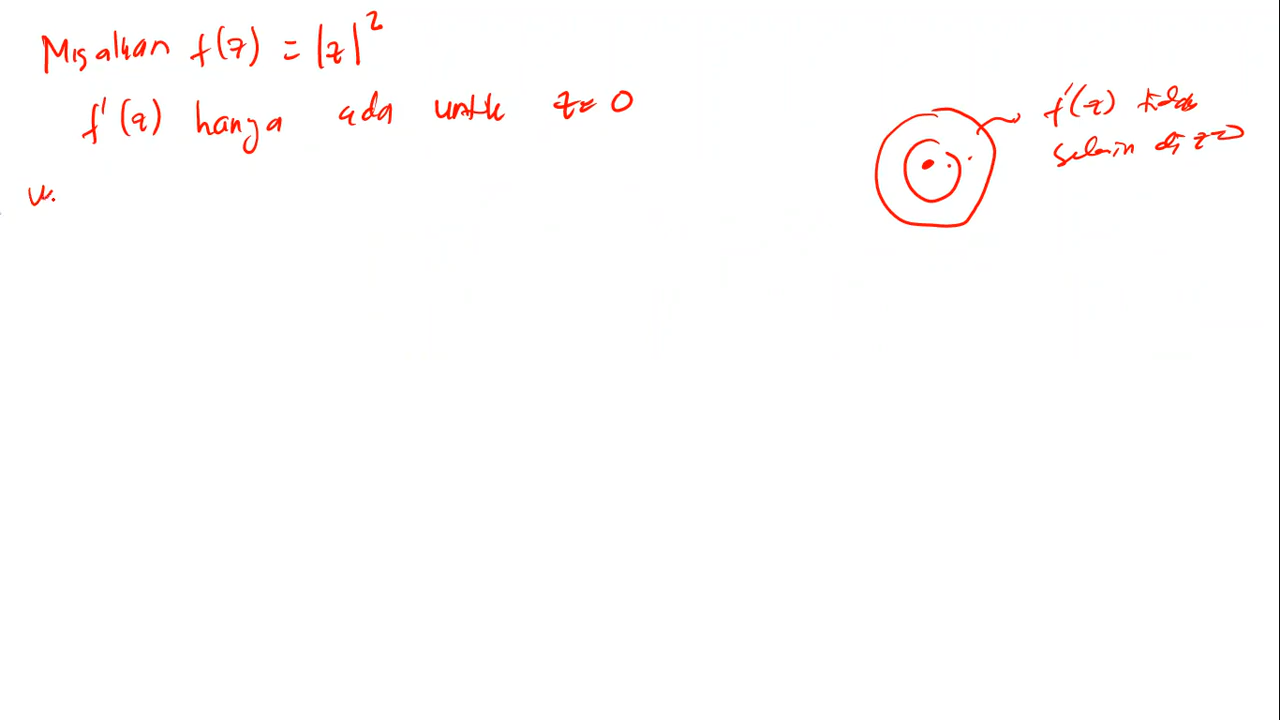 Misalkan f(z) = |z|²
f'(z) hanya ada untuk z = 0
f'(z) tidak
selain di z=0